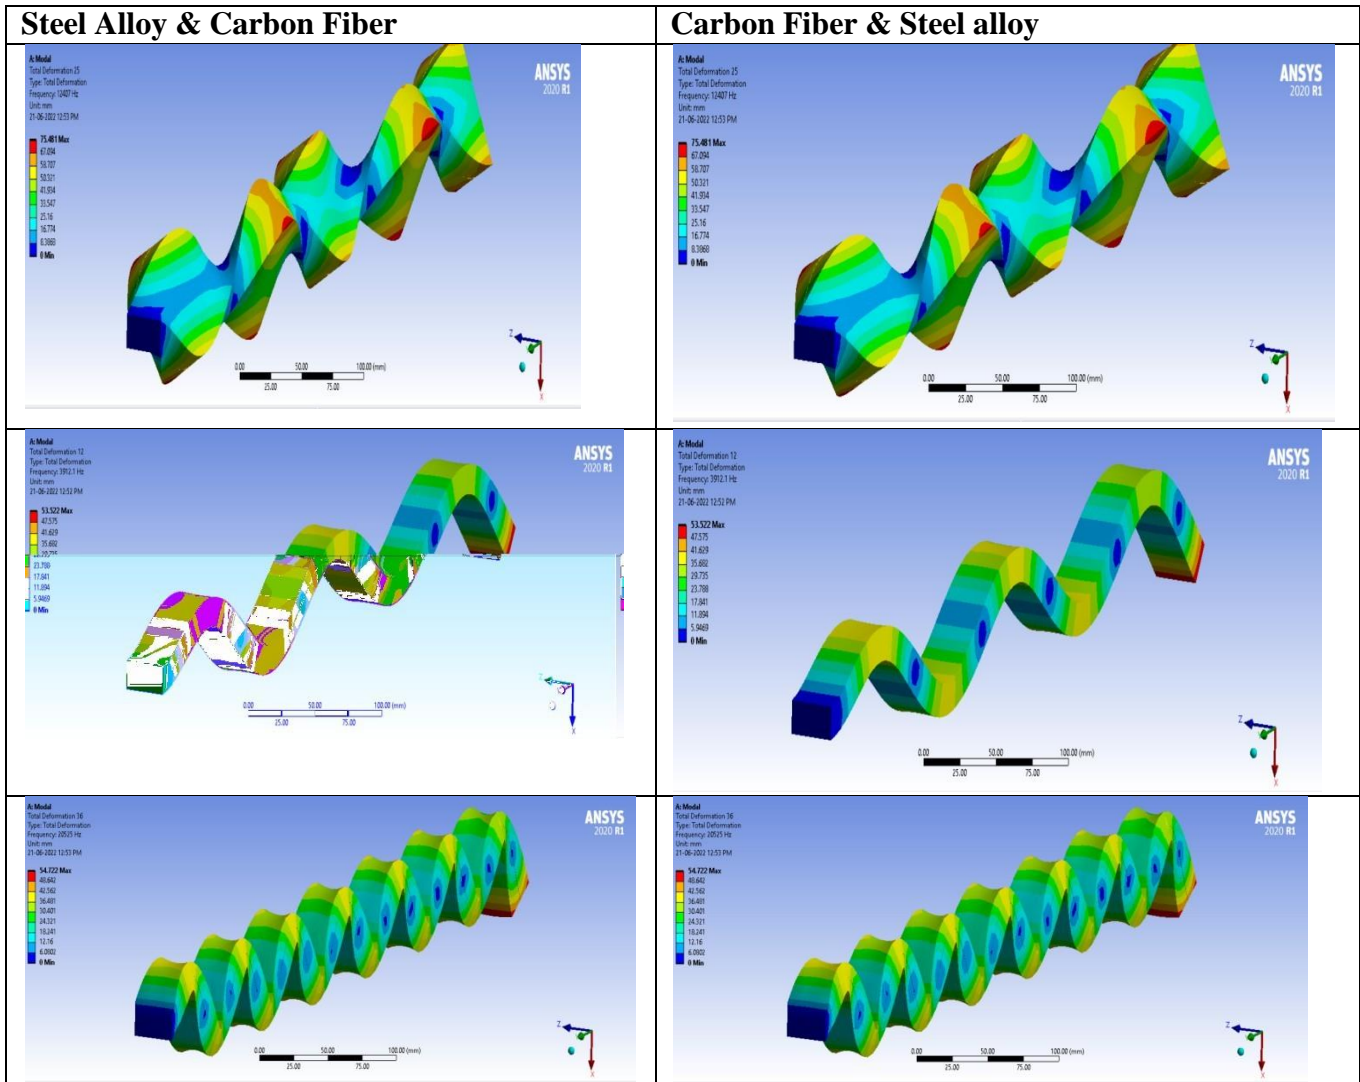 Steel Alloy & Carbon Fiber
Carbon Fiber & Steel alloy
A: Modal
Total Deformation 25
Type: Total Deformation
Frequency: 12407 Hz
Unit: mm
21-06-2022 12:53 PM
75.481 Max
67.094
58.707
50.321
41.934
33.547
25.16
16.774
8.3868
0 Min
ANSYS
2020 R1
Z
X
0.00 50.00 100.00 (mm)
25.00 75.00
A: Modal
Total Deformation 25
Type: Total Deformation
Frequency: 12407 Hz
Unit: mm
21-06-2022 12:53 PM
75.481 Max
67.094
58.707
50.321
41.934
33.547
25.16
16.774
8.3868
0 Min
ANSYS
2020 R1
Z
X
0.00 50.00 100.00 (mm)
25.00 75.00
A: Modal
Total Deformation 12
Type: Total Deformation
Frequency: 3912.1 Hz
Unit: mm
21-06-2022 12:52 PM
53.522 Max
47.575
41.629
35.682
29.735
23.788
17.841
11.894
5.9469
0 Min
ANSYS
2020 R1
Z
X
0.00 50.00 100.00 (mm)
25.00 75.00
A: Modal
Total Deformation 12
Type: Total Deformation
Frequency: 3912.1 Hz
Unit: mm
21-06-2022 12:52 PM
53.522 Max
47.575
41.629
35.682
29.735
23.788
17.841
11.894
5.9469
0 Min
ANSYS
2020 R1
Z
X
0.00 50.00 100.00 (mm)
25.00 75.00
A: Modal
Total Deformation 36
Type: Total Deformation
Frequency: 20525 Hz
Unit: mm
21-06-2022 12:53 PM
54.722 Max
48.642
42.562
36.481
30.401
24.321
18.241
12.16
6.0802
0 Min
ANSYS
2020 R1
Z
X
0.00 50.00 100.00 (mm)
25.00 75.00
A: Modal
Total Deformation 36
Type: Total Deformation
Frequency: 20525 Hz
Unit: mm
21-06-2022 12:53 PM
54.722 Max
48.642
42.562
36.481
30.401
24.321
18.241
12.16
6.0802
0 Min
ANSYS
2020 R1
Z
X
0.00 50.00 100.00 (mm)
25.00 75.00